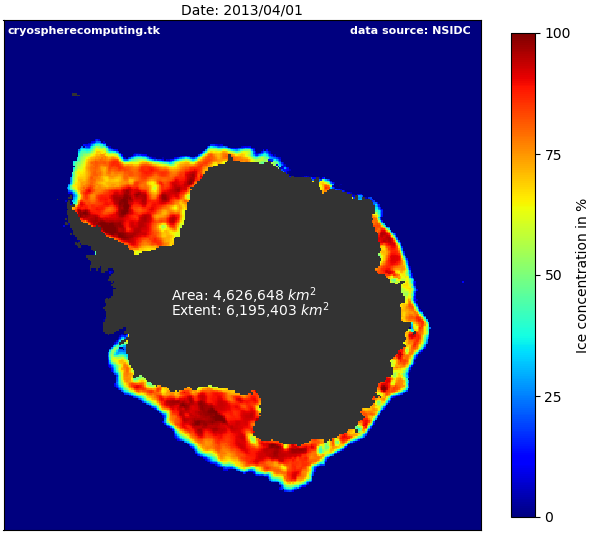 Date: 2013/04/01
cryospherecomputing.tk
data source: NSIDC
Area: 4,626,648 km²
Extent: 6,195,403 km²
100
75
50
25
0
Ice concentration in %